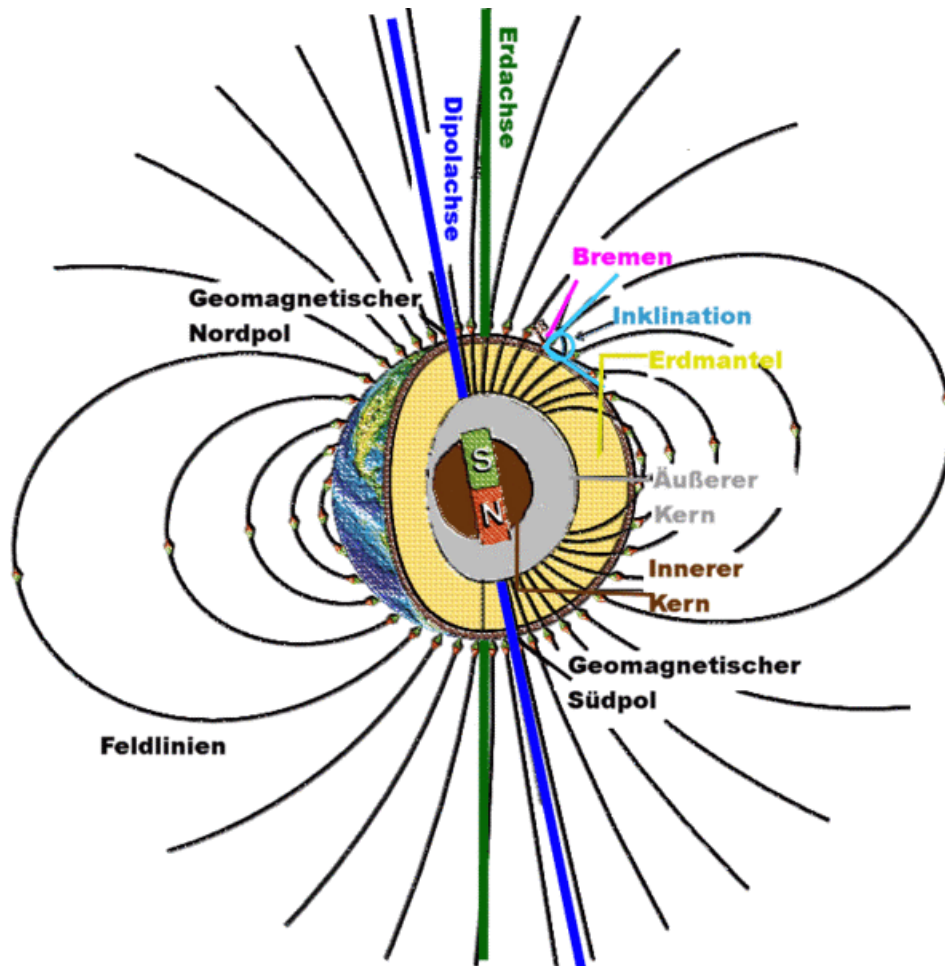 Erdachse
Dipolachse
Bremen
Geomagnetischer
Nordpol
Inklination
Erdmantel
S
N
Äußerer
Kern
Innerer
Kern
Geomagnetischer
Südpol
Feldlinien